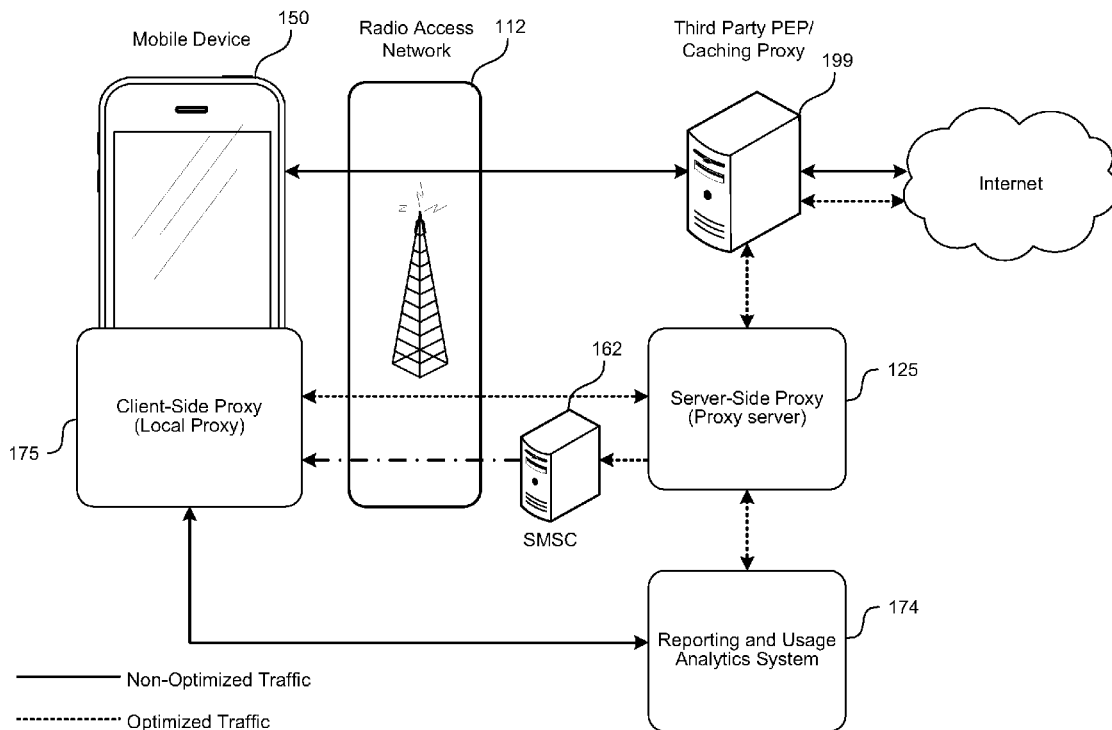 150
112
Mobile Device
Radio Access
Network
Third Party PEP/
Caching Proxy
199
Internet
162
125
Client-Side Proxy
(Local Proxy)
Server-Side Proxy
(Proxy server)
175
SMSC
174
Reporting and Usage
Analytics System
Non-Optimized Traffic
Optimized Traffic